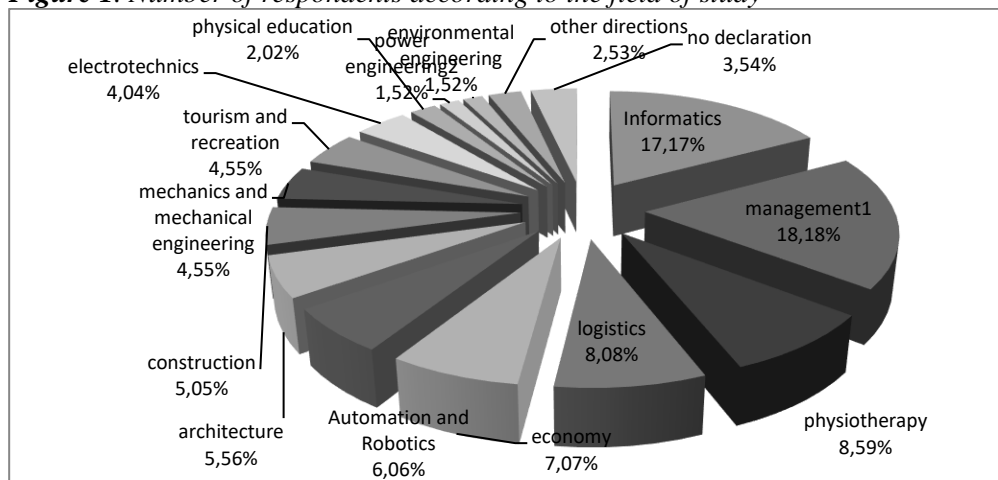 Figure 1. Number of respondents according to the field of study
Informatics
17,17%
management1
18,18%
physiotherapy
8,59%
logistics
8,08%
economy
7,07%
Automation and
Robotics
6,06%
architecture
5,56%
construction
5,05%
mechanics and
mechanical
engineering
4,55%
tourism and
recreation
4,55%
electrotechnics
4,04%
physical education
2,02%
power
engineering2
1,52%
environmental
engineering
1,52%
other directions
2,53%
no declaration
3,54%